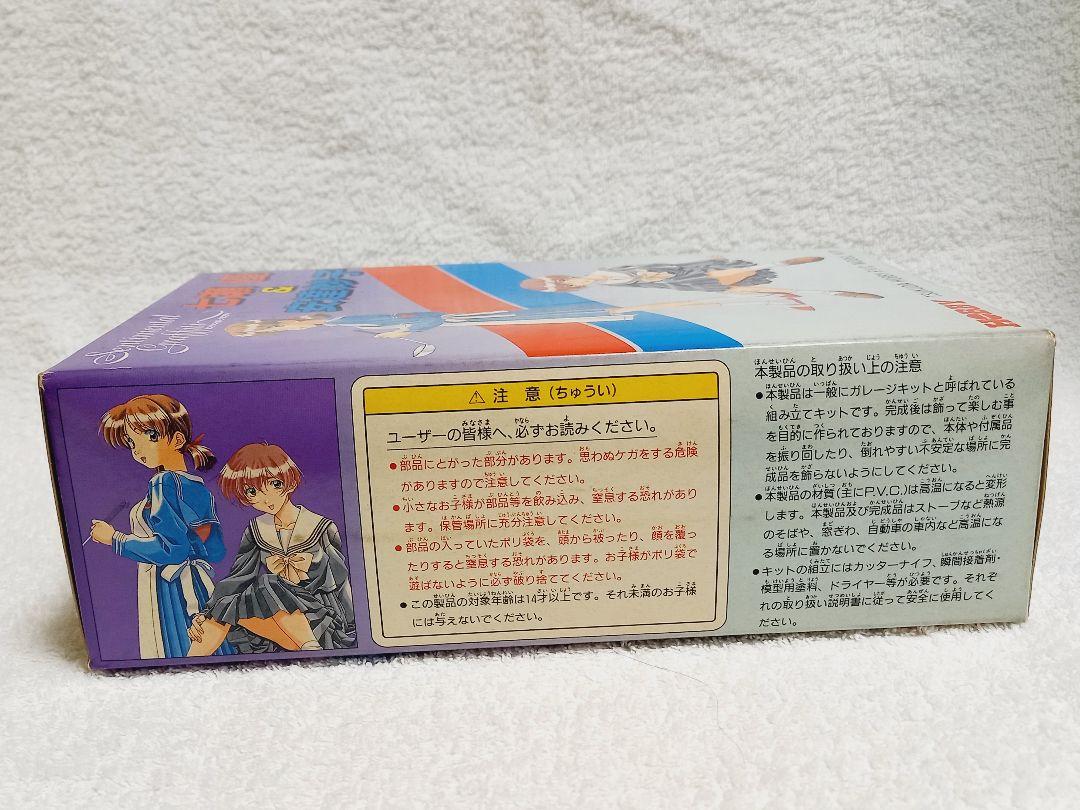 &
⚠ 注 意 (ちゅうい)
ユーザーの皆様へ、必ずお読みください。
●部品にとがった部分があります。思わぬケガをする危険
がありますので注意してください。
●小さなお子様が部品等を飲み込み、窒息する恐れがあり
ます。保管場所に充分注意してください。
●部品の入っていたポリ袋を、頭から被ったり、顔を覆っ
たりすると窒息する恐れがあります。お子様がポリ袋で
遊ばないように必ず破り捨ててください。
●この製品の対象年齢は14才以上です。それ未満のお子様
には与えないでください。
本製品の取り扱い上の注意
●本製品は一般にガレージキットと呼ばれている
組み立てキットです。完成後は飾って楽しむ事
を目的に作られておりますので、本体や付属品
を振り回したり、倒れやすい不安定な場所に完
成品を飾らないようにしてください。
●本製品の材質(主にP.V.C.)は高温になると変形
します。本製品及び完成品はストーブなど熱源
のそばや、窓ぎわ、自動車の車内など高温にな
る場所に置かないでください。
●キットの組立にはカッターナイフ、瞬間接着剤・
模型用塗料、ドライヤー等が必要です。それぞ
れの取り扱い説明書に従って安全に使用してく
ださい。